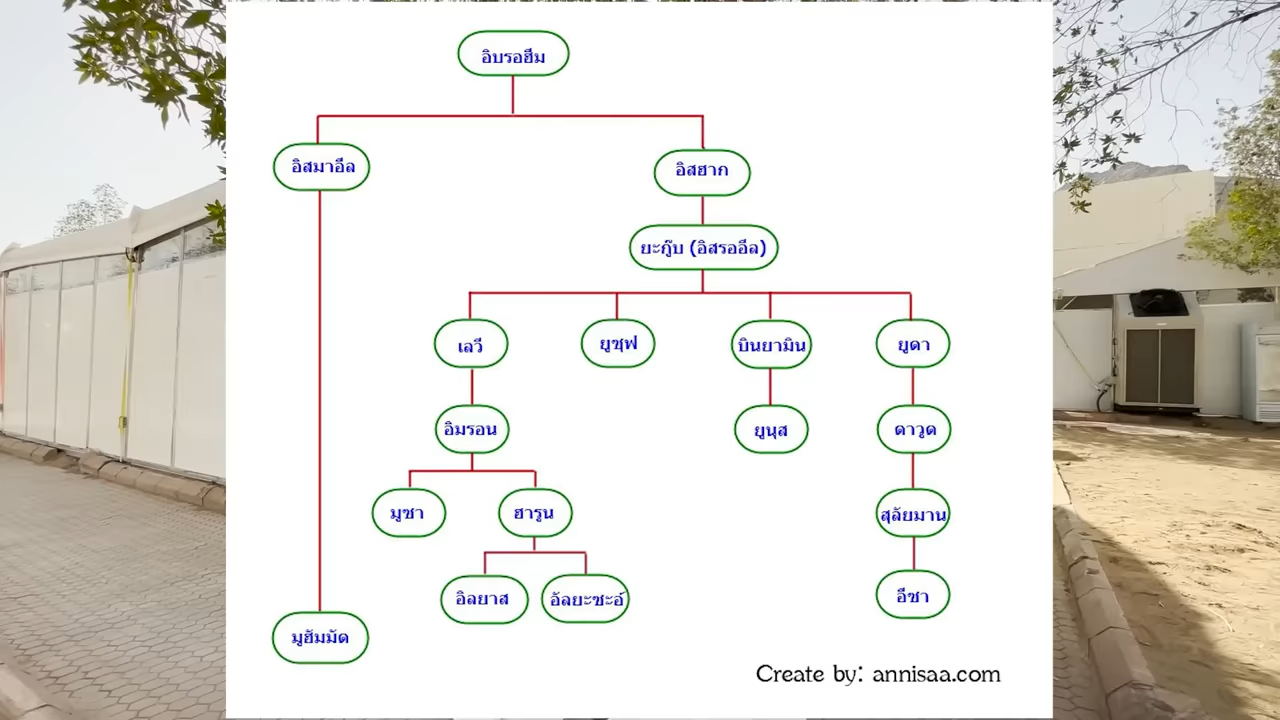 อิบรอฮีม
อิสมาอีล
อิสฮาก
ยะกู๊บ (อิสรออีล)
เลวี
ยูซุฟ
บินยามิน
ยูดา
อิมรอน
ยูนุส
ดาวูด
มูซา
ฮารูน
สุลัยมาน
อิลยาส
อัลยะซะอ์
อีซา
มูฮัมมัด
Create by: annisaa.com